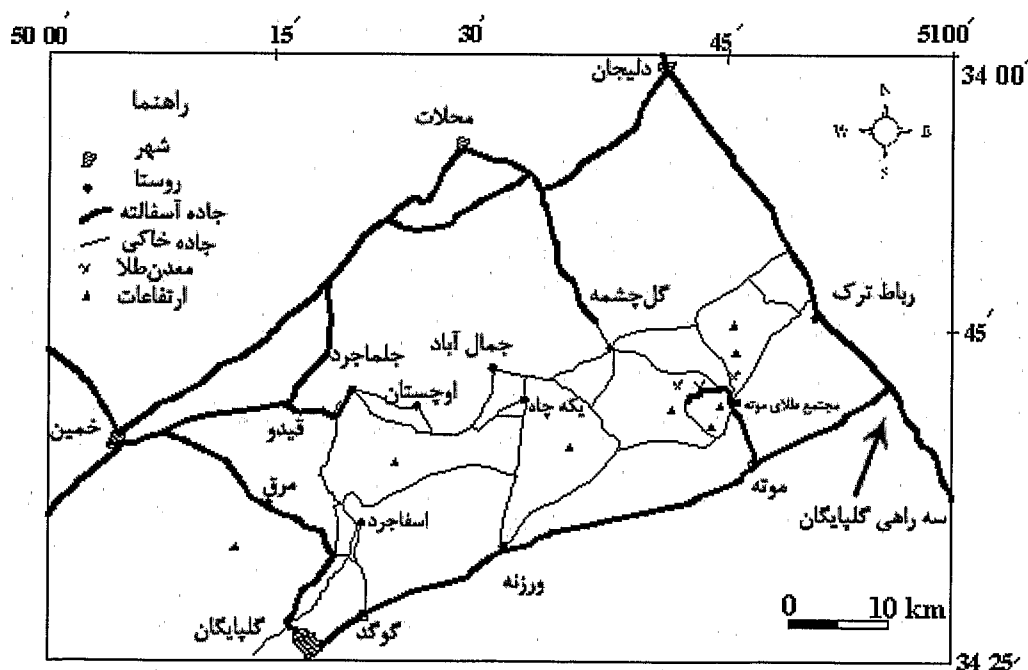 50 00′
15′
30′
45′
5100′
34 00′
دلیجان
راهنما
شهر
روستا
جاده آسفالته
جاده خاکی
معدن‌طلا
ارتفاعات
محلات
N
W
E
S
گل‌چشمه
رباط ترک
45′
جمال آباد
جلماجرد
اوچستان
یکه چاه
مجتمع طلای موته
خمین
قیدو
موته
سه راهی گلپایگان
مرق
اسفاجرد
ورزنه
گلپایگان
گوگد
0 10 km
34 25′